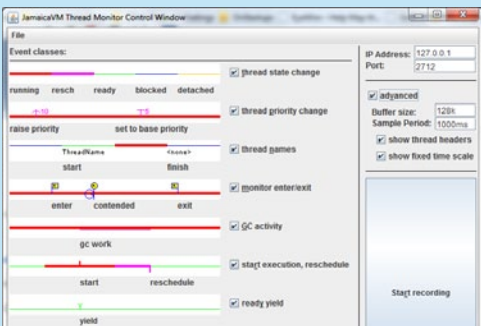 JamaicaVM Thread Monitor Control Window
File
Event classes:
running resch ready blocked detached
thread state change
+10 5
raise priority set to base priority
thread priority change
ThreadName <none>
start finish
thread names
enter contended exit
monitor enter/exit
gc work
GC activity
start reschedule
start execution, reschedule
yield
ready yield
IP Address: 127.0.0.1
Port: 2712
advanced
Buffer size: 128k
Sample Period: 1000ms
show thread headers
show fixed time scale
Start recording